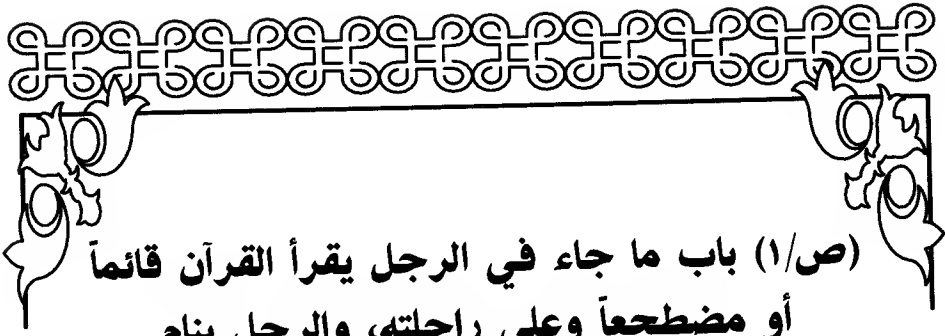 (ص/١) باب ما جاء في الرجل يقرأ القرآن قائماً
أو مضطجعاً وعلى راحلته، والرجل ينام